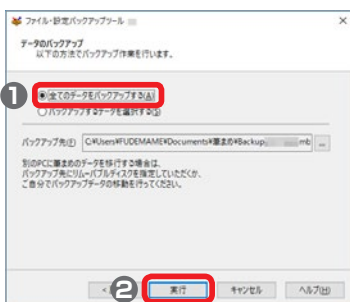 ファイル・設定バックアップツール
データのバックアップ
以下の方法でバックアップ作業を行います。
1
全てのデータをバックアップする(A)
バックアップするデータを選択する(S)
バックアップ先(F) C:¥Users¥FUDEMAME¥Documents¥筆まめ¥Backup mb ...
別のPCに筆まめのデータを移行する場合は、
バックアップ先にリムーバブルディスクを指定していただくか、
ご自分でバックアップデータの移動を行ってください。
<
2
実行
キャンセル
ヘルプ(H)